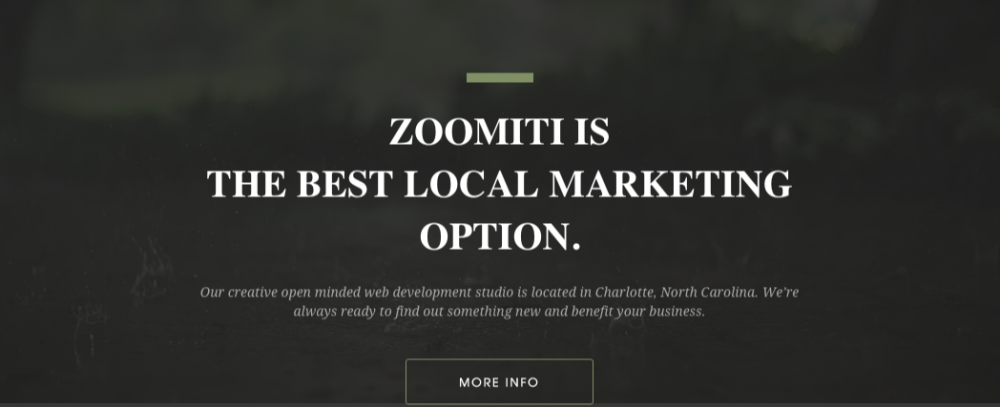 ZOOMITI IS
THE BEST LOCAL MARKETING
OPTION.
Our creative open minded web development studio is located in Charlotte, North Carolina. We're
always ready to find out something new and benefit your business.
MORE INFO